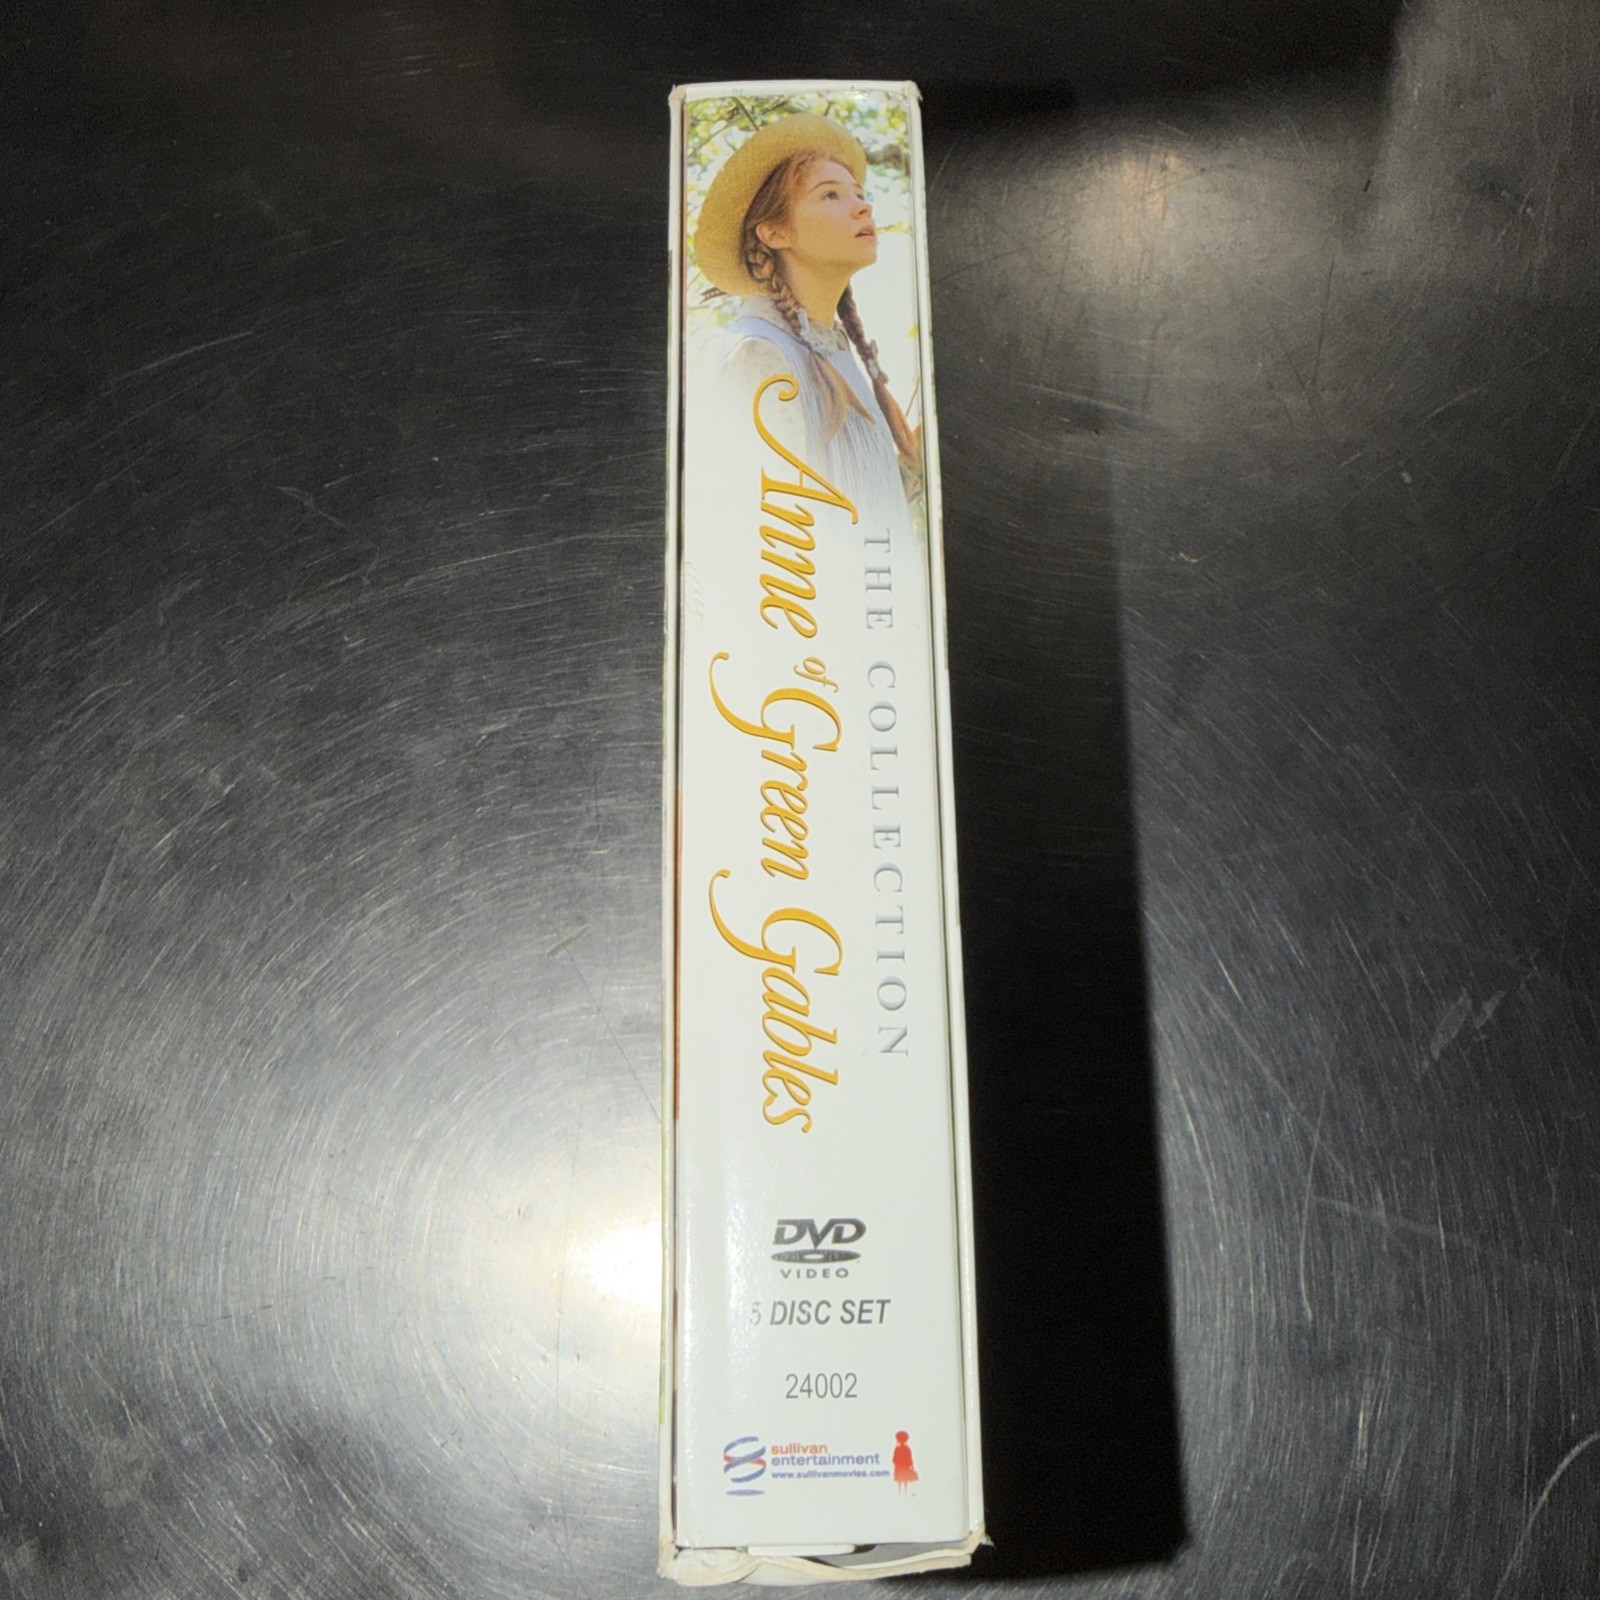 THE COLLECTION
Anne of Green Gables
DVD
VIDEO
5 DISC SET
24002
sullivan
entertainment
www.sullivanmovies.com